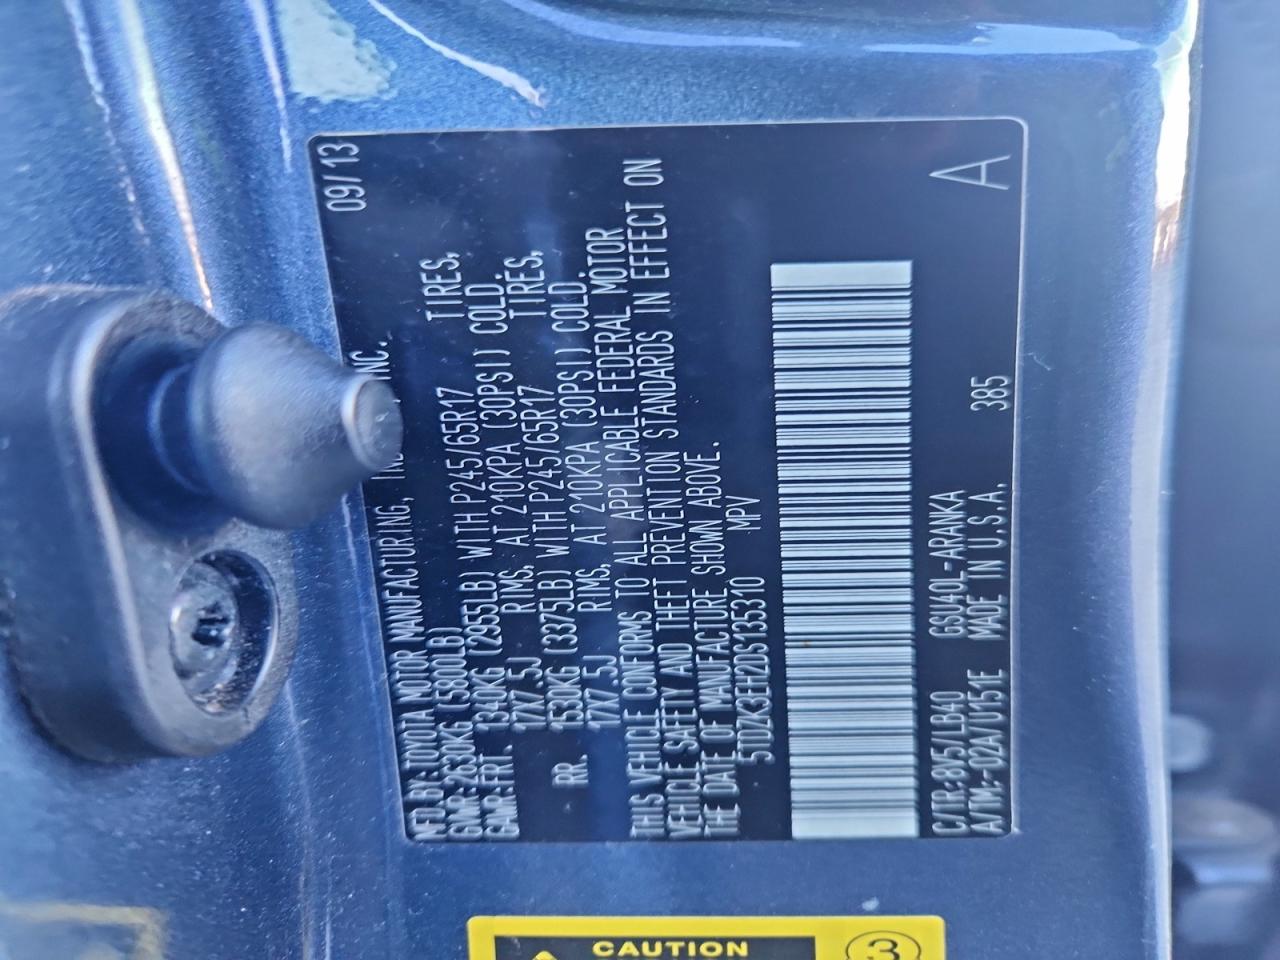 09/13
MFD.BY:TOYOTA MOTOR MANUFACTURING, INC.
GVWR:2630KG (5800LB)
GAWR:FRT. 1340KG (2955LB) WITH P245/65R17 TIRES,
17X7.5J RIMS, AT 210KPA (30PSI) COLD.
RR. 1530KG (3375LB) WITH P245/65R17 TIRES,
17X7.5J RIMS, AT 210KPA (30PSI) COLD.
THIS VEHICLE CONFORMS TO ALL APPLICABLE FEDERAL MOTOR
VEHICLE SAFETY AND THEFT PREVENTION STANDARDS IN EFFECT ON
THE DATE OF MANUFACTURE SHOWN ABOVE.
5TDZK3EH2DS135310 MPV
C/TR:8V5/LB40 GSU40L-ARANKA
A/TM:-02A/U151E MADE IN U.S.A. 385
A
CAUTION
3